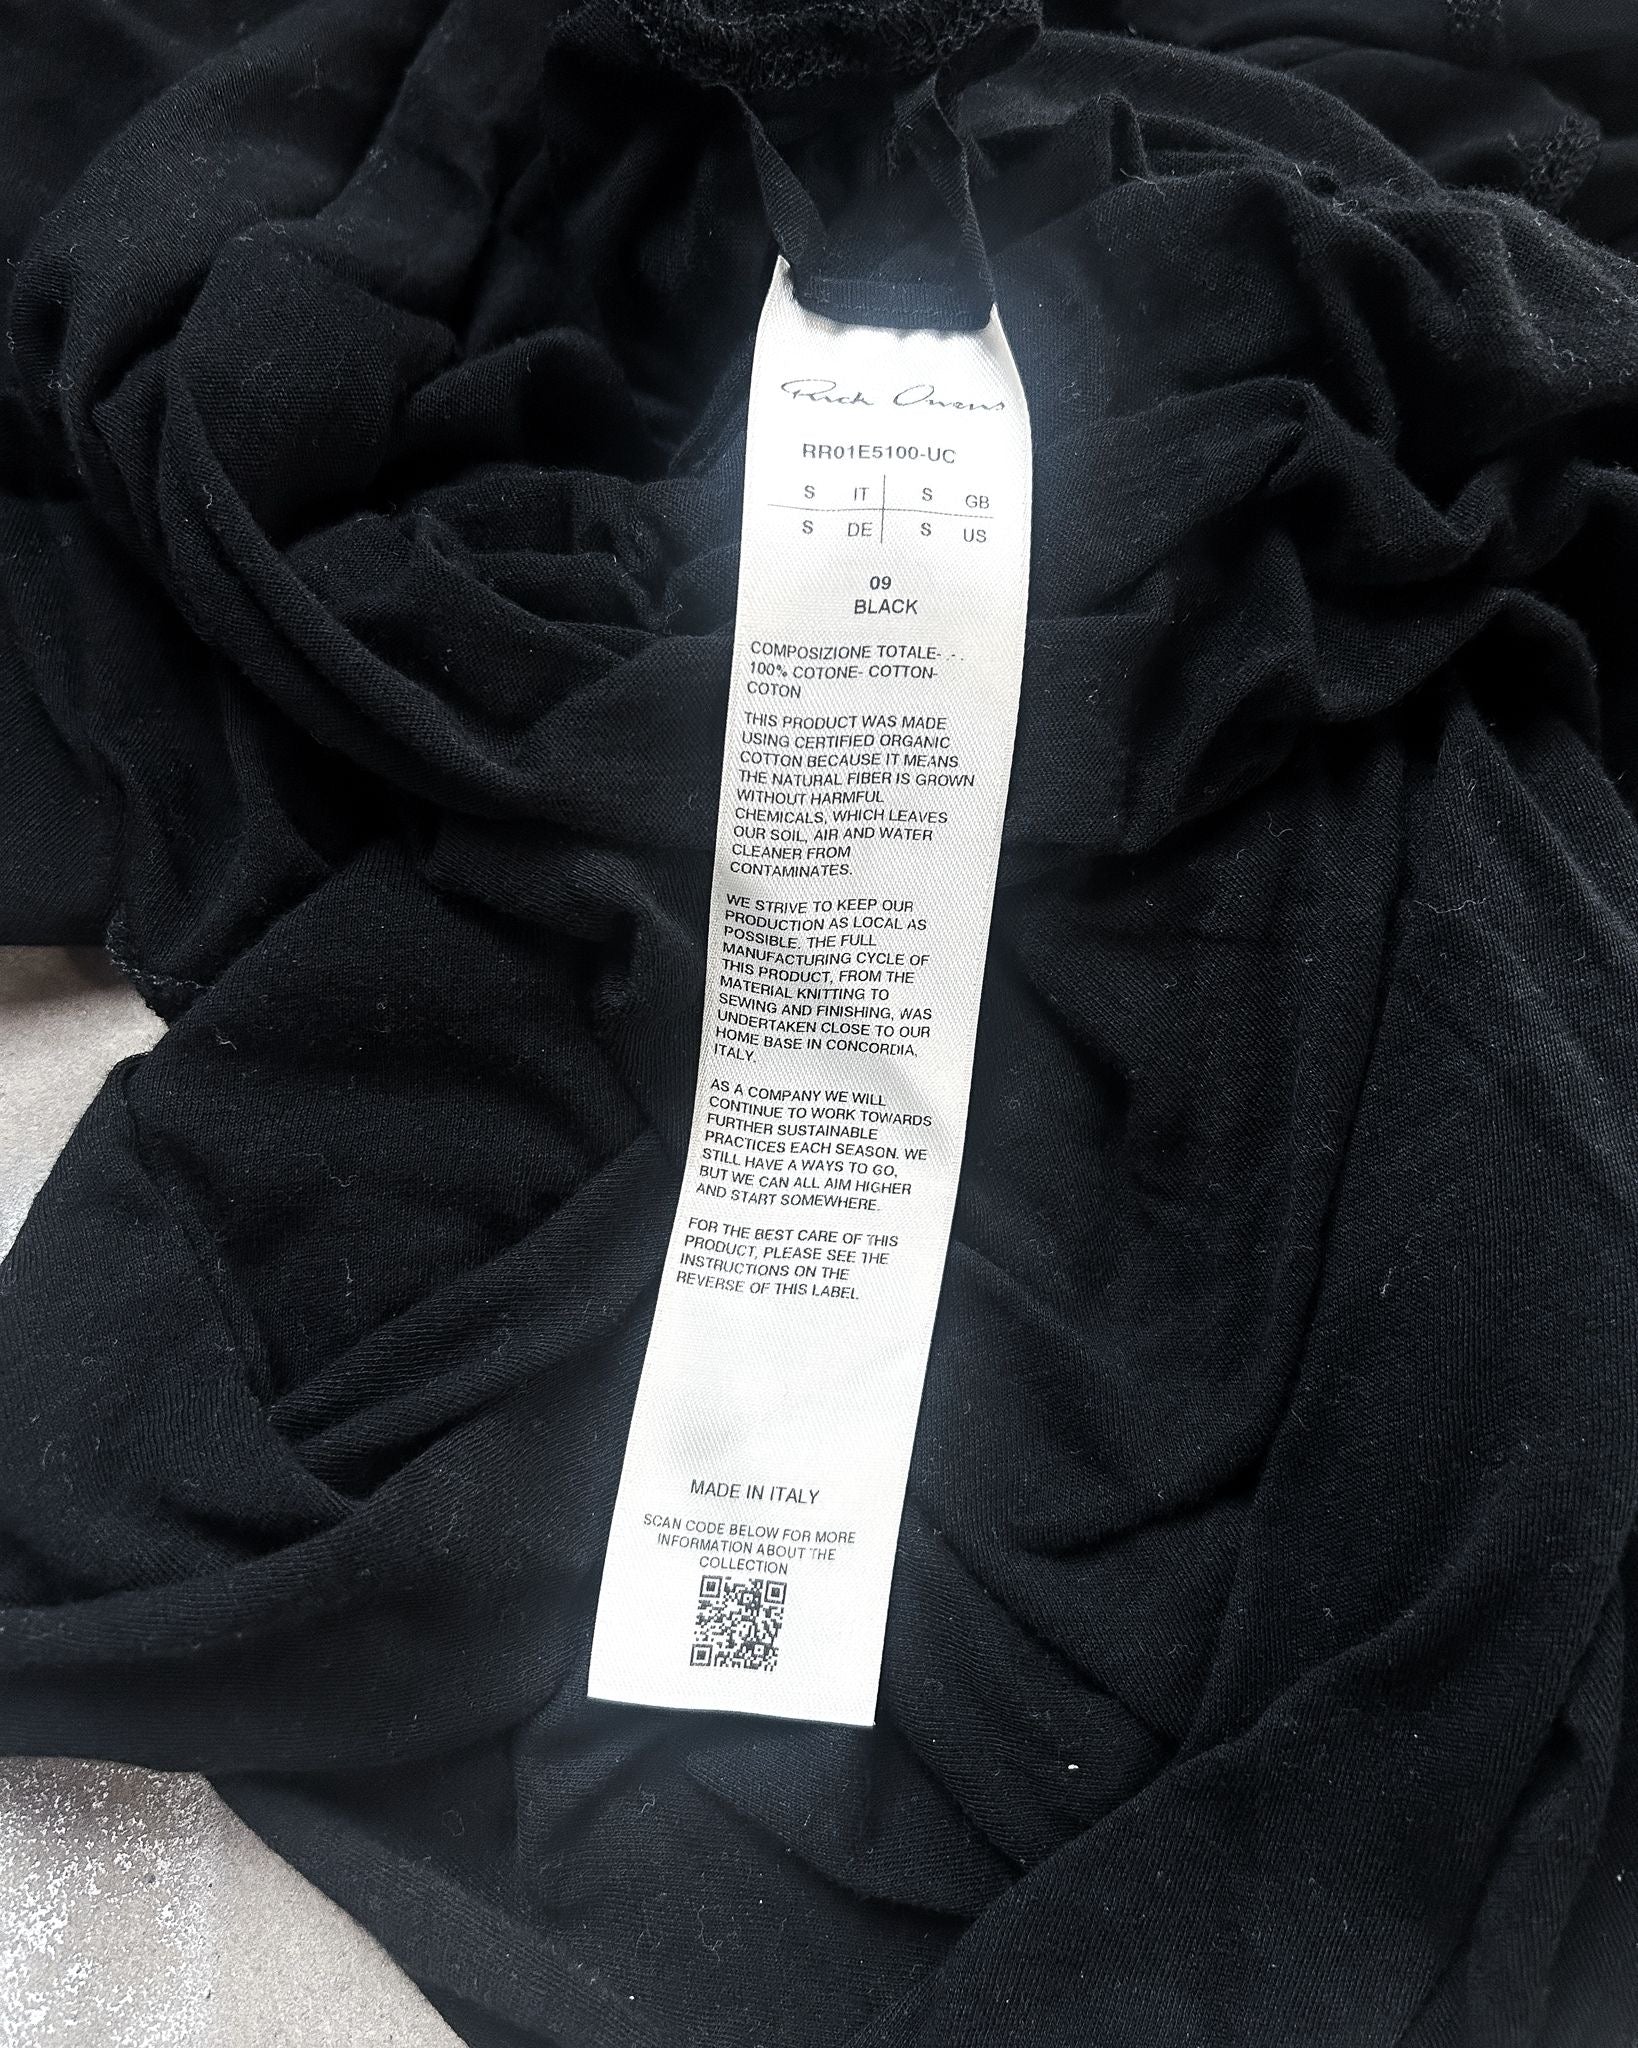 Rick Owens
RR01E5100-UC
S IT S GB
S DE S US
09
BLACK
COMPOSIZIONE TOTALE- - -
100% COTONE- COTTON-
COTON
THIS PRODUCT WAS MADE
USING CERTIFIED ORGANIC
COTTON BECAUSE IT MEANS
THE NATURAL FIBER IS GROWN
WITHOUT HARMFUL
CHEMICALS, WHICH LEAVES
OUR SOIL, AIR AND WATER
CLEANER FROM
CONTAMINATES.
WE STRIVE TO KEEP OUR
PRODUCTION AS LOCAL AS
POSSIBLE. THE FULL
MANUFACTURING CYCLE OF
THIS PRODUCT, FROM THE
MATERIAL KNITTING TO
SEWING AND FINISHING, WAS
UNDERTAKEN CLOSE TO OUR
HOME BASE IN CONCORDIA,
ITALY.
AS A COMPANY WE WILL
CONTINUE TO WORK TOWARDS
FURTHER SUSTAINABLE
PRACTICES EACH SEASON. WE
STILL HAVE A WAYS TO GO,
BUT WE CAN ALL AIM HIGHER
AND START SOMEWHERE.
FOR THE BEST CARE OF THIS
PRODUCT, PLEASE SEE THE
INSTRUCTIONS ON THE
REVERSE OF THIS LABEL.
MADE IN ITALY
SCAN CODE BELOW FOR MORE
INFORMATION ABOUT THE
COLLECTION